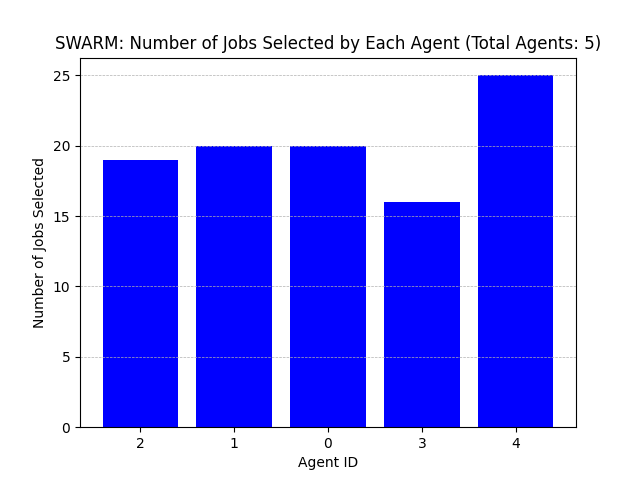 SWARM: Number of Jobs Selected by Each Agent (Total Agents: 5)
Number of Jobs Selected
25
20
15
10
5
0
2 1 0 3 4
Agent ID